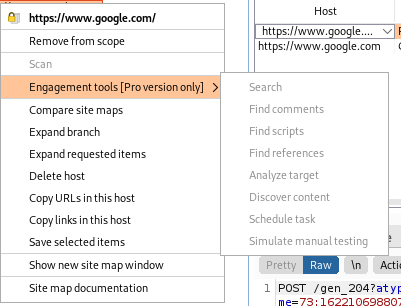 https://www.google.com/
Remove from scope
Scan
Engagement tools [Pro version only]
Compare site maps
Expand branch
Expand requested items
Delete host
Copy URLs in this host
Copy links in this host
Save selected items
Show new site map window
Site map documentation
Search
Find comments
Find scripts
Find references
Analyze target
Discover content
Schedule task
Simulate manual testing
Host
https://www.google....
https://www.google.com
Pretty Raw \n Actio
POST /gen_204?atyp
me=73:162210698807